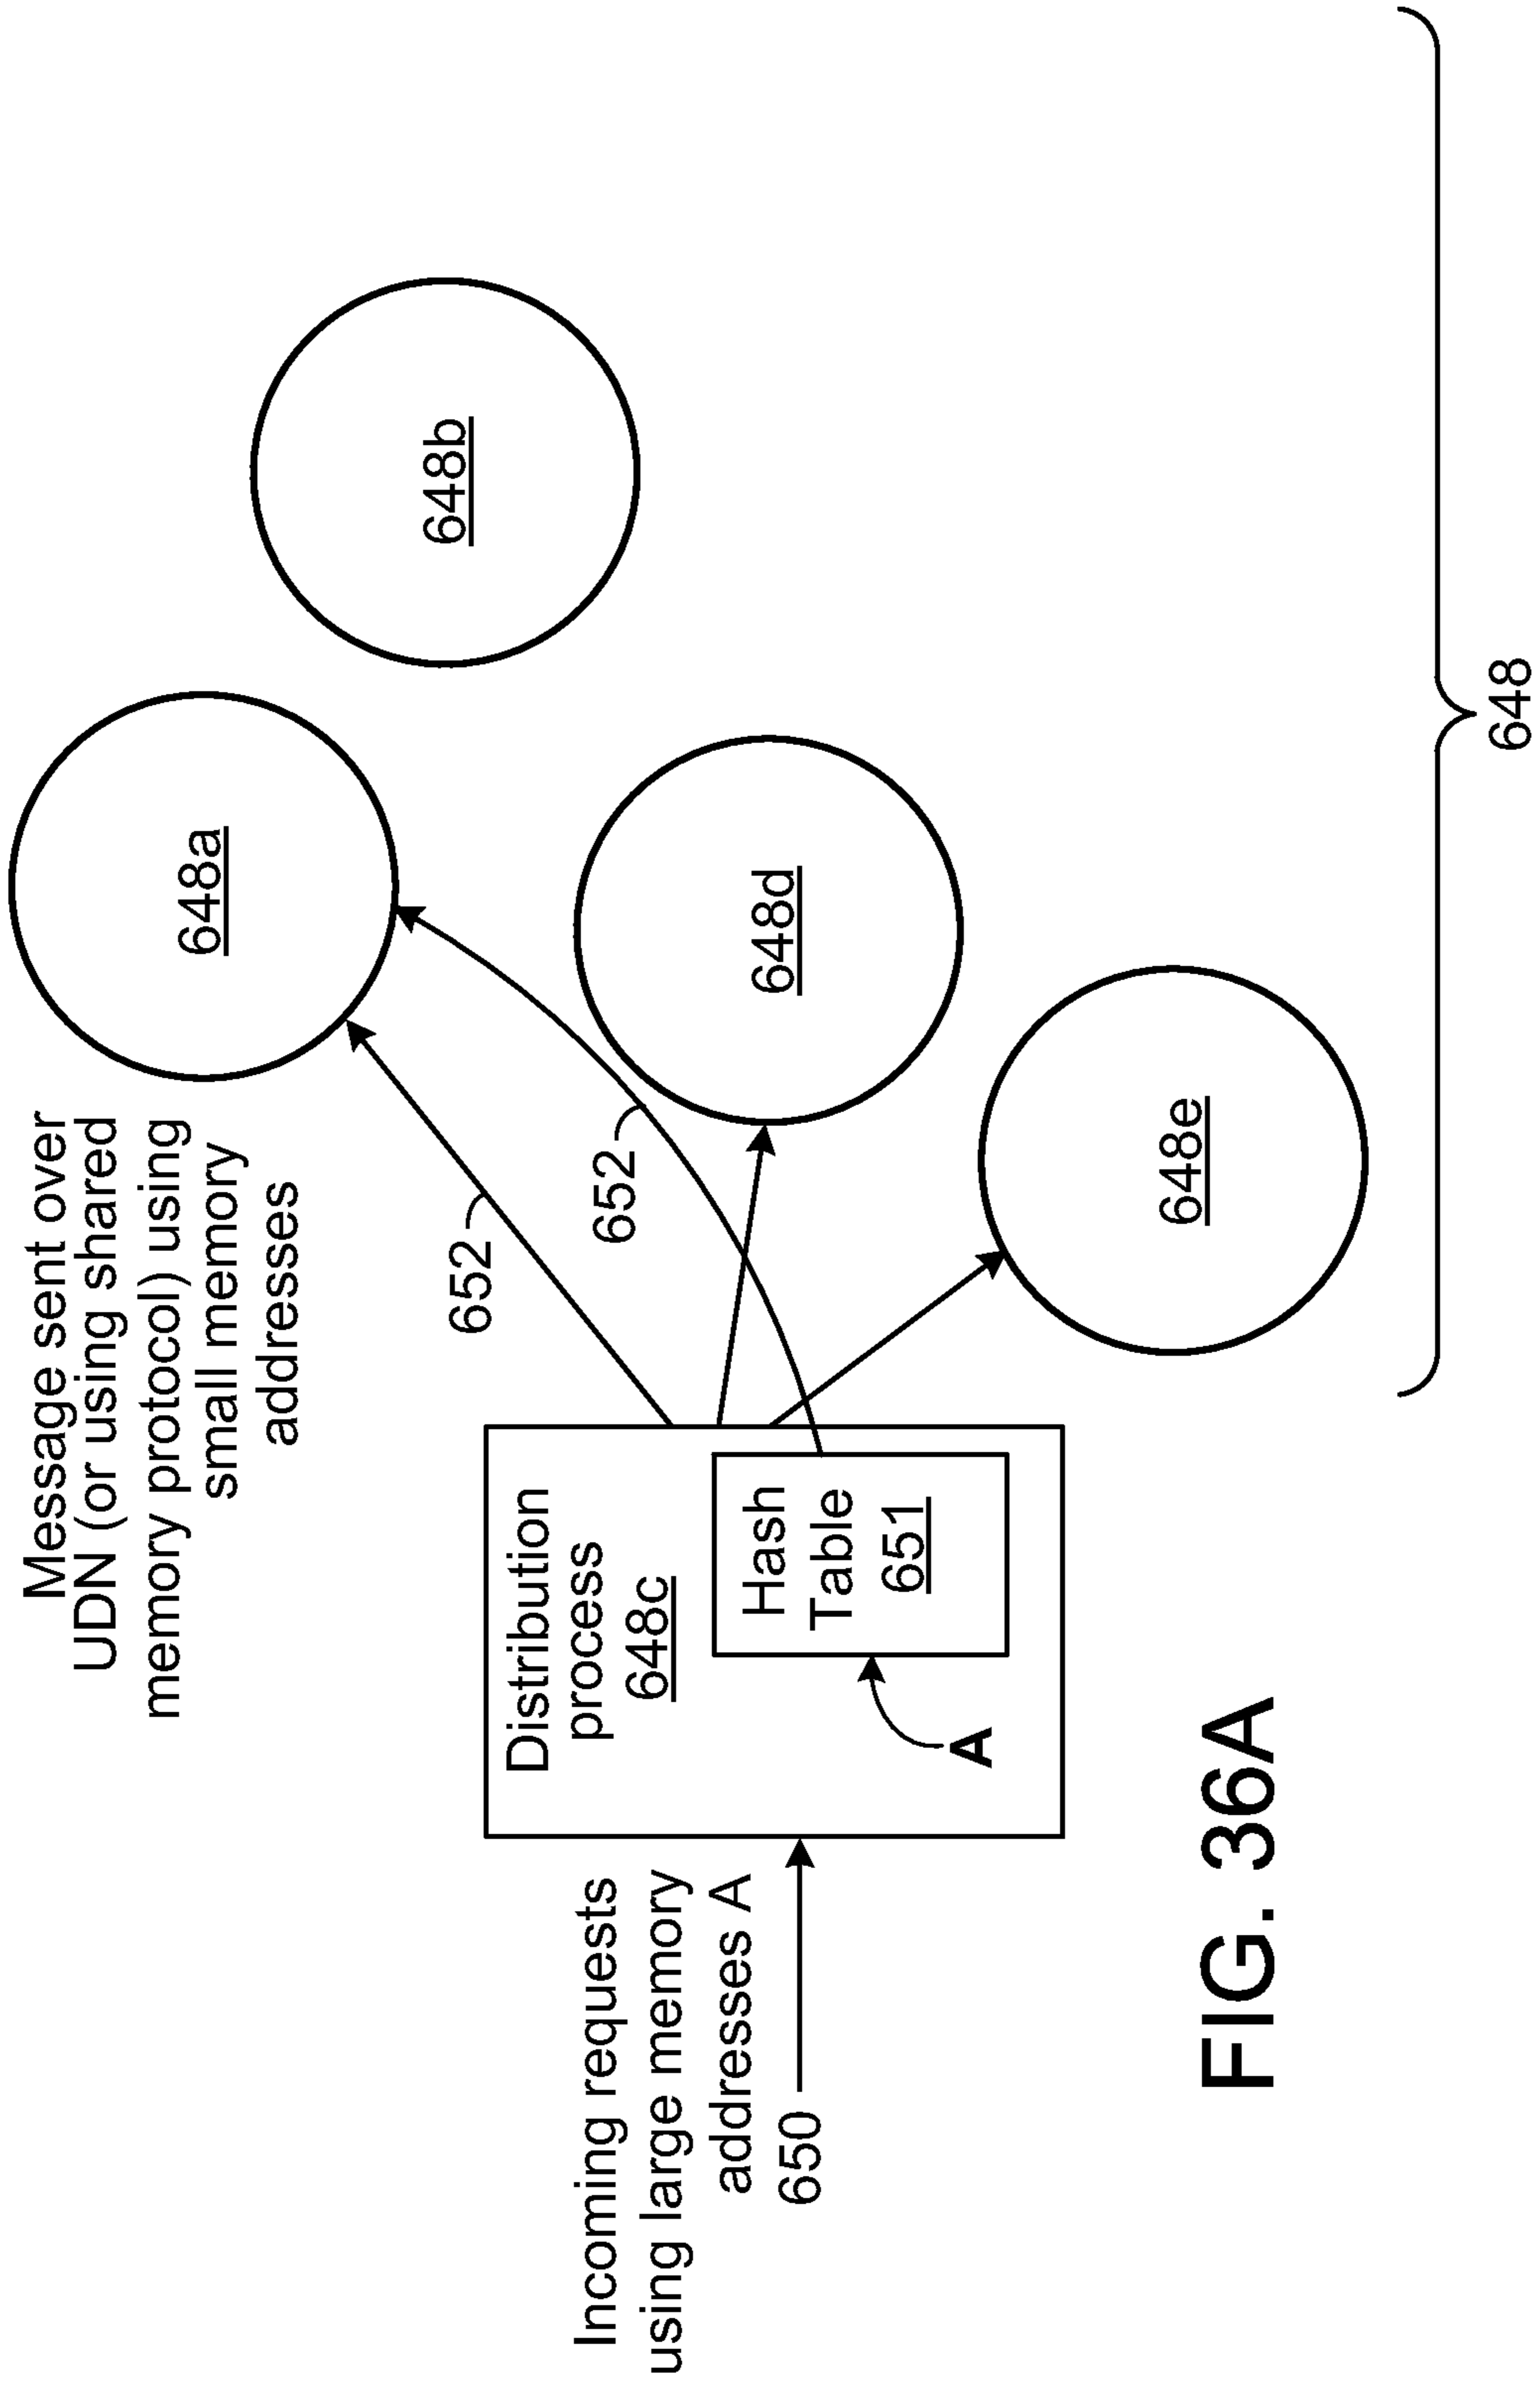 Message sent over
UDN (or using shared
memory protocol) using
small memory
addresses
648a
648b
652
652
648d
648e
Distribution
process
648c
Hash
Table
651
A
Incoming requests
using large memory
addresses A
650
648
FIG. 36A